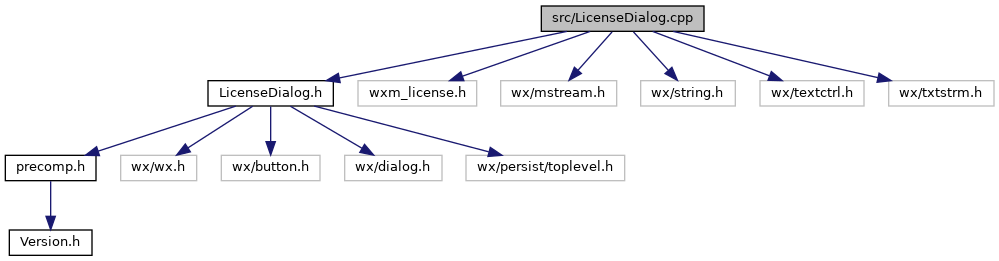 src/LicenseDialog.cpp
LicenseDialog.h
wxm_license.h
wx/mstream.h
wx/string.h
wx/textctrl.h
wx/txtstrm.h
precomp.h
wx/wx.h
wx/button.h
wx/dialog.h
wx/persist/toplevel.h
Version.h